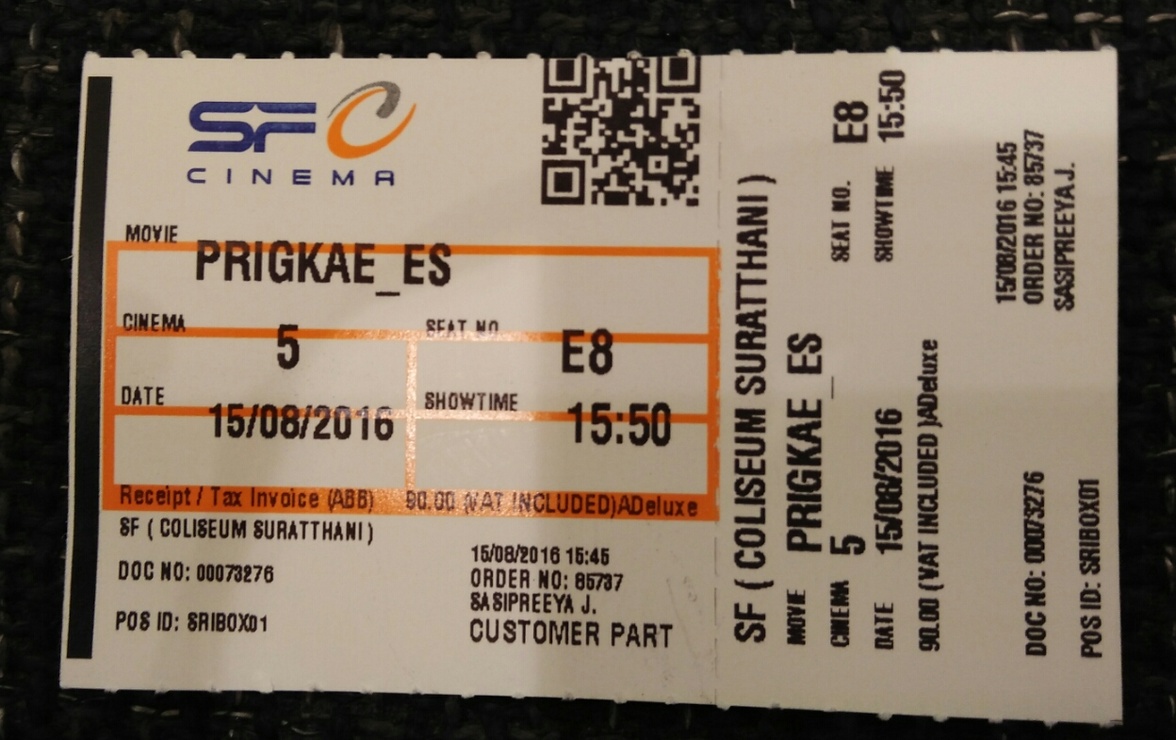 SFC
CINEMA
MOVIE
PRIGKAE_ES
CINEMA
5
SEAT NO
E8
DATE
15/08/2016
SHOWTIME
15:50
Receipt / Tax Invoice (ABB) 90.00 (VAT INCLUDED)ADeluxe
SF ( COLISEUM SURATTHANI )
DOC NO: 00073276
POS ID: SRIBOX01
15/08/2016 15:45
ORDER NO: 85737
SASIPREEYA J.
CUSTOMER PART
SF ( COLISEUM SURATTHANI )
MOVIE PRIGKAE_ES
SEAT NO. E8
CINEMA 5
SHOWTIME 15:50
DATE 15/08/2016
90.00 (VAT INCLUDED )ADeluxe
15/08/2016 15:45
ORDER NO: 85737
SASIPREEYA J.
DOC NO: 00073276
POS ID: SRIBOX01